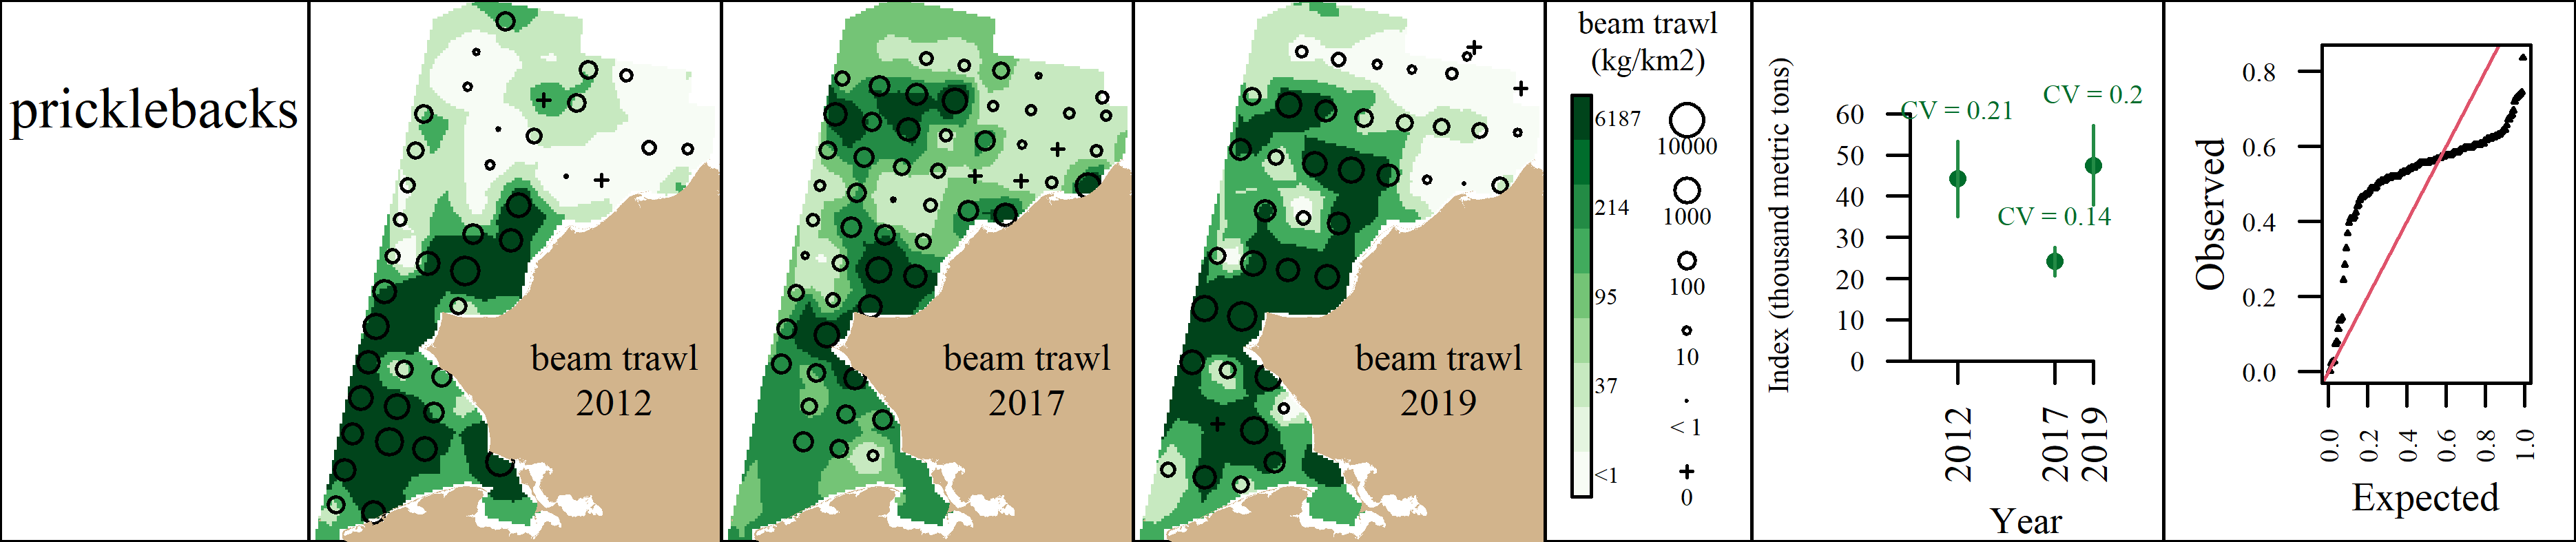 pricklebacks
beam trawl
2012
beam trawl
2017
beam trawl
2019
beam trawl
(kg/km2)
6187
214
95
37
<1
10000
1000
100
10
< 1
0
Index (thousand metric tons)
60
50
40
30
20
10
0
CV = 0.21
CV = 0.2
CV = 0.14
2012
2017
2019
Year
Observed
0.8
0.6
0.4
0.2
0.0
0.0
0.2
0.4
0.6
0.8
1.0
Expected